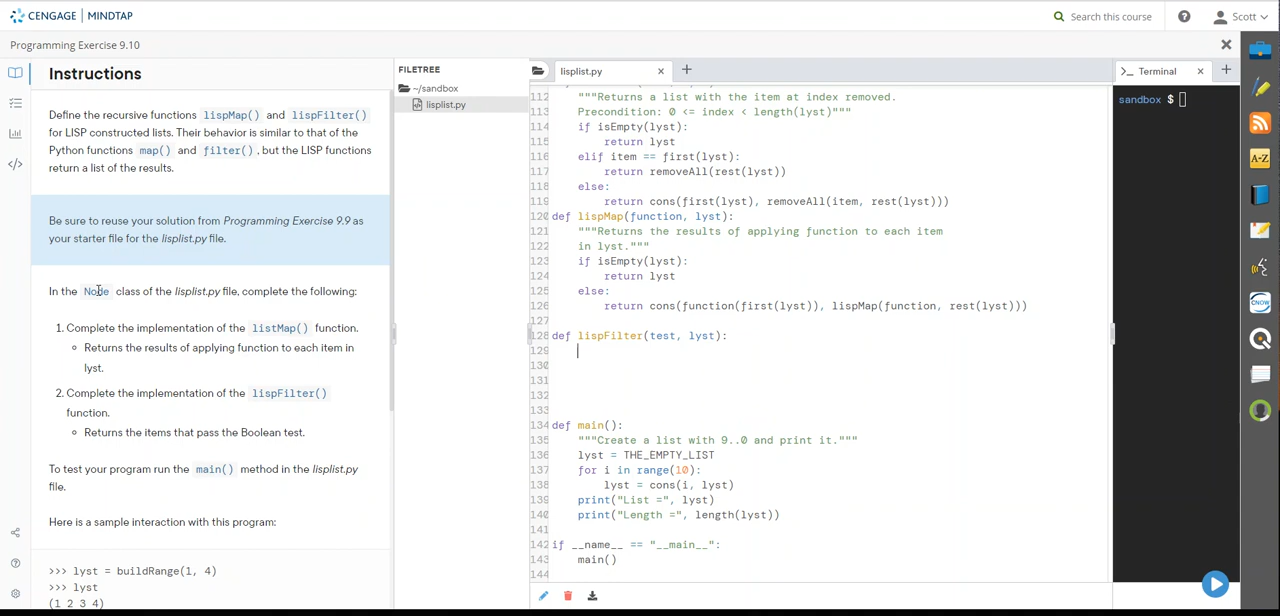 CENGAGE | MINDTAP
Search this course
Scott
Programming Exercise 9.10
Instructions
Define the recursive functions lispMap() and lispFilter()
for LISP constructed lists. Their behavior is similar to that of the
Python functions map() and filter(), but the LISP functions
return a list of the results.
Be sure to reuse your solution from Programming Exercise 9.9 as
your starter file for the lisplist.py file.
In the Node class of the lisplist.py file, complete the following:
1. Complete the implementation of the listMap() function.
Returns the results of applying function to each item in
lyst.
2. Complete the implementation of the lispFilter()
function.
Returns the items that pass the Boolean test.
To test your program run the main() method in the lisplist.py
file.
Here is a sample interaction with this program:
>>> lyst = buildRange(1, 4)
>>> lyst
(1 2 3 4)
FILETREE
~/sandbox
lisplist.py
lisplist.py
112 """Returns a list with the item at index removed.
113 Precondition: 0 <= index < length(lyst)"""
114 if isEmpty(lyst):
115 return lyst
116 elif item == first(lyst):
117 return removeAll(rest(lyst))
118 else:
119 return cons(first(lyst), removeAll(item, rest(lyst)))
120 def lispMap(function, lyst):
121 """Returns the results of applying function to each item
122 in lyst."""
123 if isEmpty(lyst):
124 return lyst
125 else:
126 return cons(function(first(lyst)), lispMap(function, rest(lyst)))
127
128 def lispFilter(test, lyst):
129
130
131
132
133
134 def main():
135 """Create a list with 9..0 and print it."""
136 lyst = THE_EMPTY_LIST
137 for i in range(10):
138 lyst = cons(i, lyst)
139 print("List =", lyst)
140 print("Length =", length(lyst))
141
142 if __name__ == "__main__":
143 main()
144
Terminal
sandbox $
A-Z
CNOW